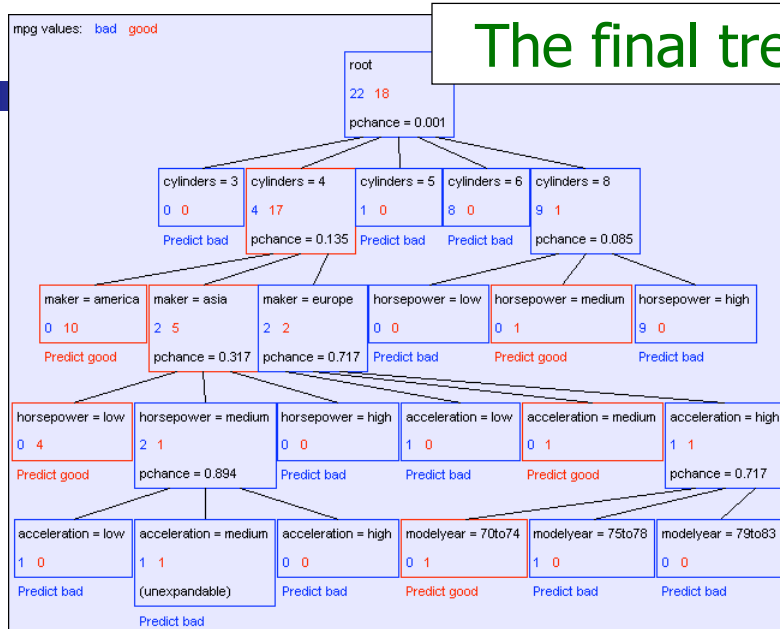 The final tre
mpg values: bad good
root
22 18
pchance = 0.001
cylinders = 3
0 0
Predict bad
cylinders = 4
4 17
pchance = 0.135
cylinders = 5
1 0
Predict bad
cylinders = 6
8 0
Predict bad
cylinders = 8
9 1
pchance = 0.085
maker = america
0 10
Predict good
maker = asia
2 5
pchance = 0.317
maker = europe
2 2
pchance = 0.717
horsepower = low
0 0
Predict bad
horsepower = medium
0 1
Predict good
horsepower = high
9 0
Predict bad
horsepower = low
0 4
Predict good
horsepower = medium
2 1
pchance = 0.894
horsepower = high
0 0
Predict bad
acceleration = low
1 0
Predict bad
acceleration = medium
0 1
Predict good
acceleration = high
1 1
pchance = 0.717
acceleration = low
1 0
Predict bad
acceleration = medium
1 1
(unexpandable)
Predict bad
acceleration = high
0 0
Predict bad
modelyear = 70to74
0 1
Predict good
modelyear = 75to78
1 0
Predict bad
modelyear = 79to83
0 0
Predict bad